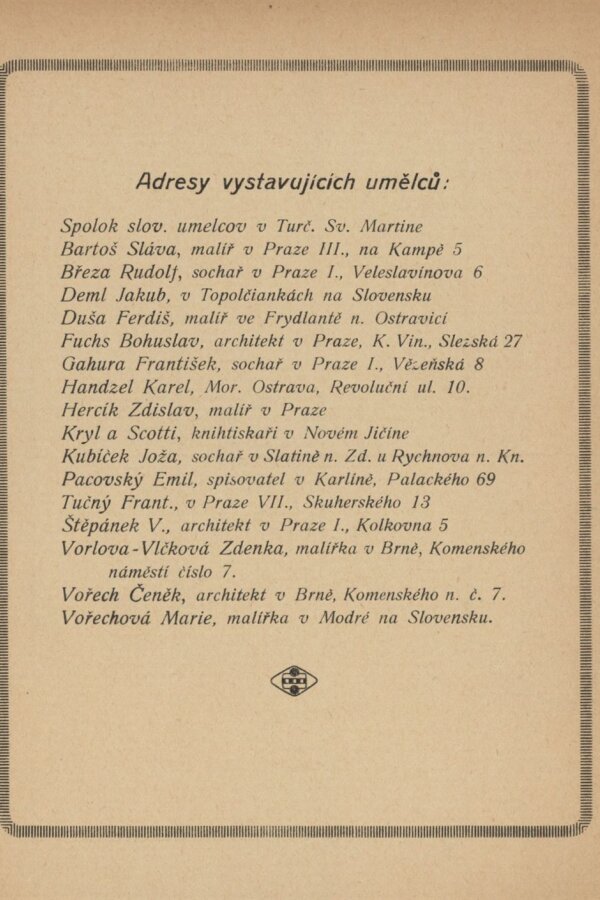 Adresy vystavujících umělců:
Spolok slov. umelcov v Turč. Sv. Martine
Bartoš Sláva, malíř v Praze III., na Kampě 5
Březa Rudolf, sochař v Praze I., Veleslavínova 6
Deml Jakub, v Topolčiankách na Slovensku
Duša Ferdiš, malíř ve Frydlantě n. Ostravicí
Fuchs Bohuslav, architekt v Praze, K. Vin., Slezská 27
Gahura František, sochař v Praze I., Vězeňská 8
Handzel Karel, Mor. Ostrava, Revoluční ul. 10.
Hercík Zdislav, malíř v Praze
Kryl a Scotti, knihtiskaři v Novém Jičíne
Kubíček Joža, sochař v Slatině n. Zd. u Rychnova n. Kn.
Pacovský Emil, spisovatel v Karlíně, Palackého 69
Tučný Frant., v Praze VII., Skuherského 13
Štěpánek V., architekt v Praze I., Kolkovna 5
Vorlova-Vlčková Zdenka, malířka v Brně, Komenského
náměstí číslo 7.
Vořech Čeněk, architekt v Brně, Komenského n. č. 7.
Vořechová Marie, malířka v Modré na Slovensku.